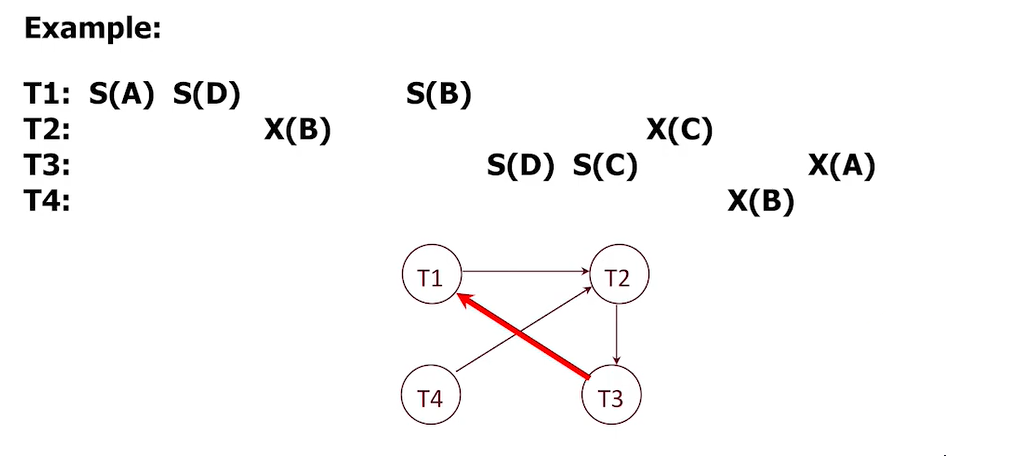 Example:
T1: S(A) S(D) S(B)
T2: X(B) X(C)
T3: S(D) S(C) X(A)
T4: X(B)
T1 T2
T4 T3